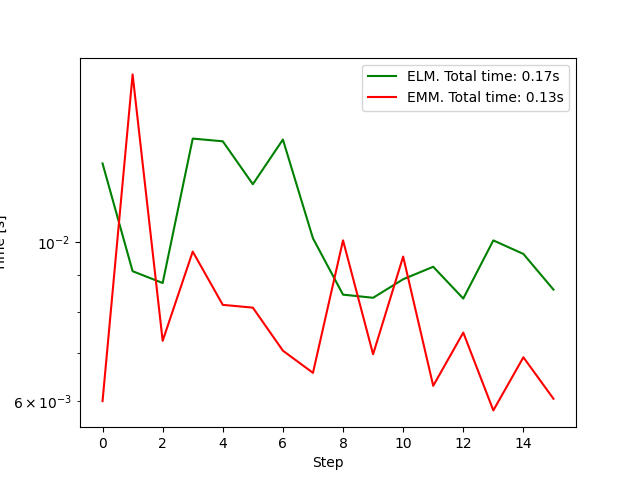 ELM. Total time: 0.17s
EMM. Total time: 0.13s
Time [s]
10⁻²
6 × 10⁻³
0 2 4 6 8 10 12 14
Step